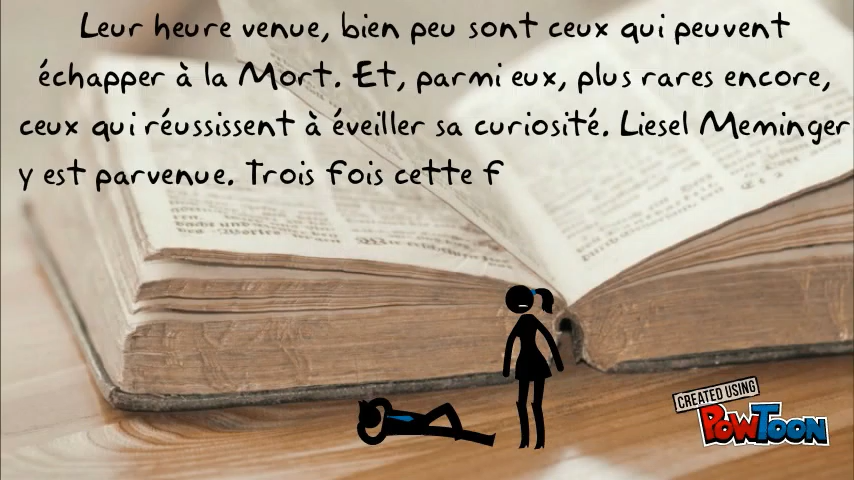 Leur heure venue, bien peu sont ceux qui peuvent
échapper à la Mort. Et, parmi eux, plus rares encore,
ceux qui réussissent à éveiller sa curiosité. Liesel Meminger
y est parvenue. Trois fois cette f
CREATED USING
POWTOON